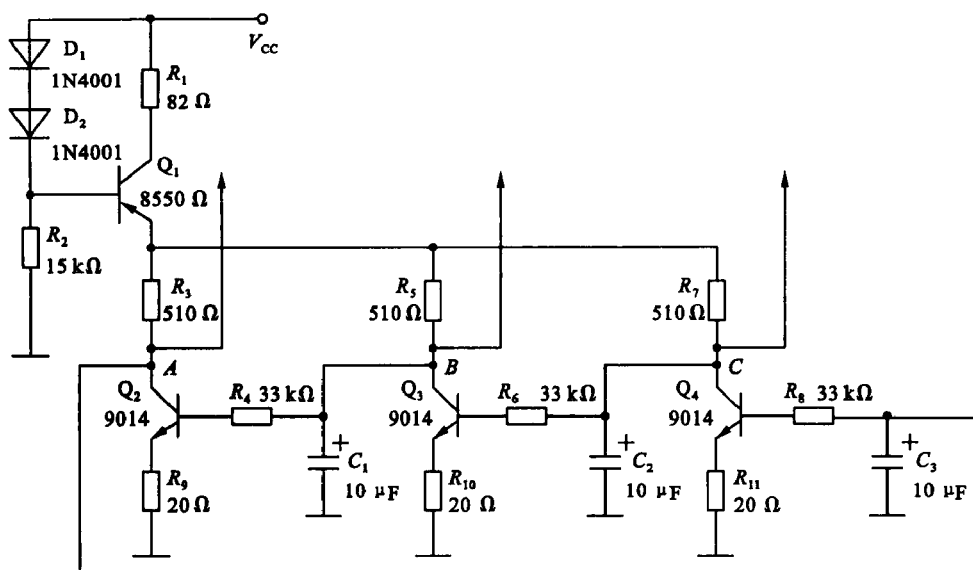 D₁
1N4001
D₂
1N4001
V_CC
R₁
82 Ω
Q₁
8550 Ω
R₂
15 kΩ
R₃
510 Ω
R₅
510 Ω
R₇
510 Ω
A
B
C
Q₂
9014
R₄ 33 kΩ
Q₃
9014
R₆ 33 kΩ
Q₄
9014
R₈ 33 kΩ
+
C₁
10 μF
+
C₂
10 μF
+
C₃
10 μF
R₉
20 Ω
R₁₀
20 Ω
R₁₁
20 Ω